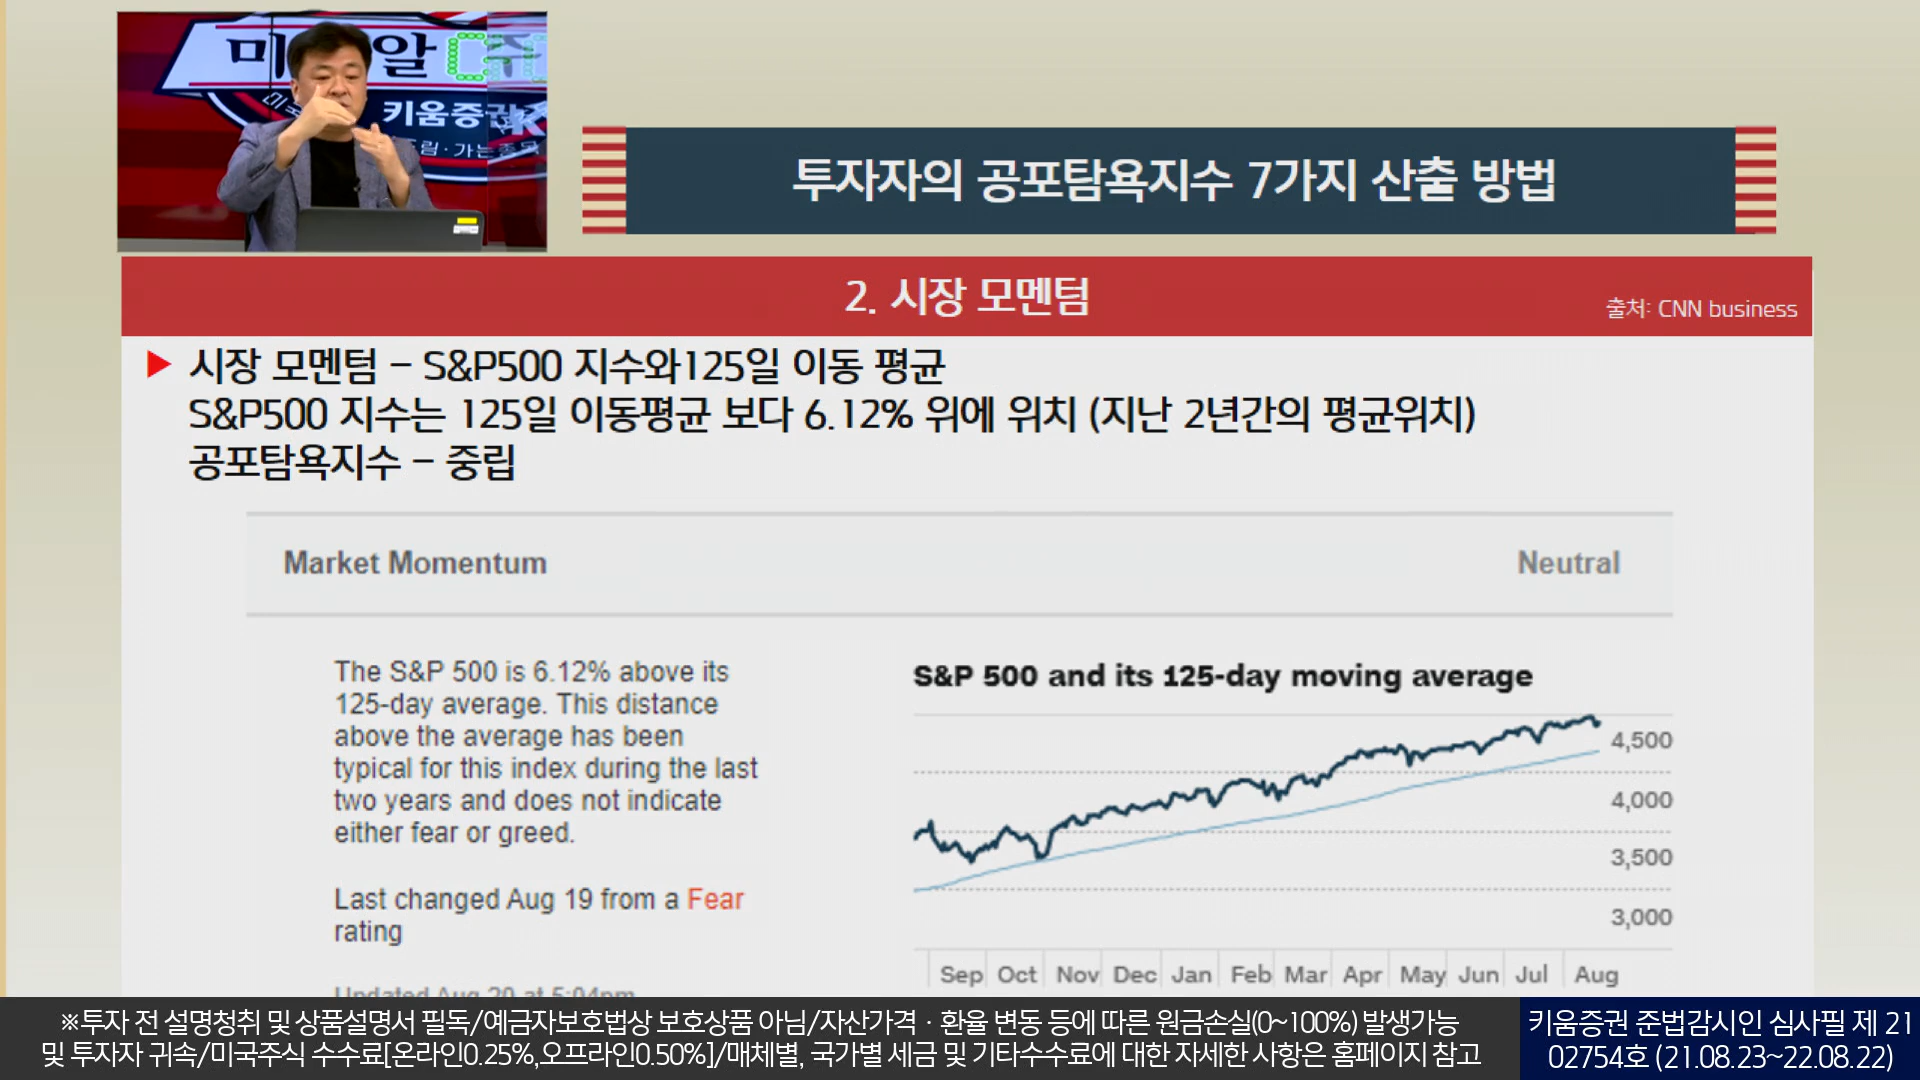 미 알 주
키움증권
림·가는종목
투자자의 공포탐욕지수 7가지 산출 방법
2. 시장 모멘텀
출처: CNN business
▶ 시장 모멘텀 – S&P500 지수와125일 이동 평균
S&P500 지수는 125일 이동평균 보다 6.12% 위에 위치 (지난 2년간의 평균위치)
공포탐욕지수 – 중립
Market Momentum
Neutral
The S&P 500 is 6.12% above its
125-day average. This distance
above the average has been
typical for this index during the last
two years and does not indicate
either fear or greed.
Last changed Aug 19 from a Fear
rating
Updated Aug 20 at 5:04pm
S&P 500 and its 125-day moving average
4,500
4,000
3,500
3,000
Sep Oct Nov Dec Jan Feb Mar Apr May Jun Jul Aug
※투자 전 설명청취 및 상품설명서 필독/예금자보호법상 보호상품 아님/자산가격 · 환율 변동 등에 따른 원금손실(0~100%) 발생가능
및 투자자 귀속/미국주식 수수료[온라인0.25%,오프라인0.50%]/매체별, 국가별 세금 및 기타수수료에 대한 자세한 사항은 홈페이지 참고
키움증권 준법감시인 심사필 제 21
02754호 (21.08.23~22.08.22)